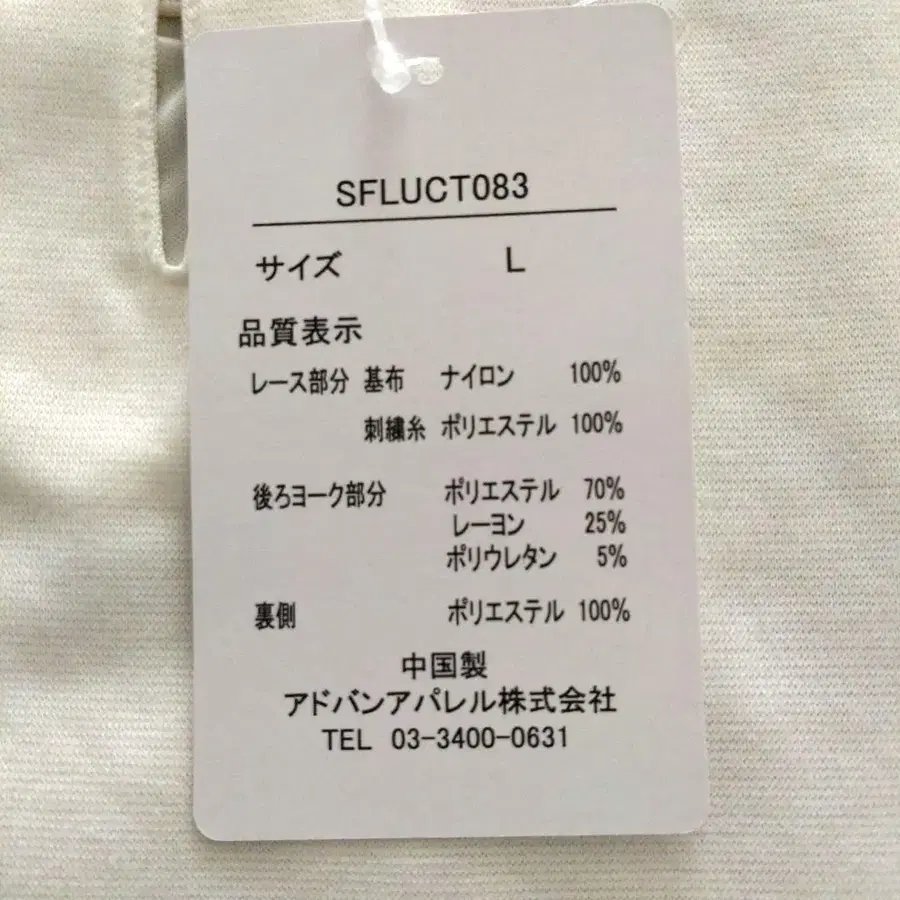 SFLUCT083
サイズ L
品質表示
レース部分 基布 ナイロン 100%
刺繍糸 ポリエステル 100%
後ろヨーク部分 ポリエステル 70%
レーヨン 25%
ポリウレタン 5%
裏側 ポリエステル 100%
中国製
アドバンアパレル株式会社
TEL 03-3400-0631